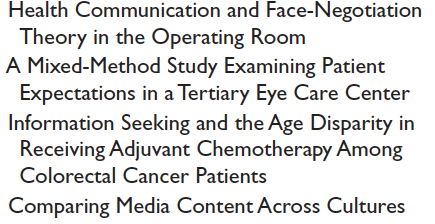 Health Communication and Face-Negotiation
Theory in the Operating Room
A Mixed-Method Study Examining Patient
Expectations in a Tertiary Eye Care Center
Information Seeking and the Age Disparity in
Receiving Adjuvant Chemotherapy Among
Colorectal Cancer Patients
Comparing Media Content Across Cultures